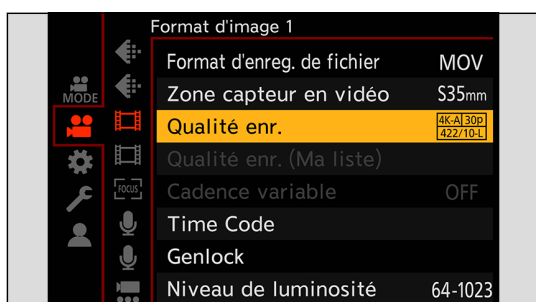 Format d'image 1
Format d'enreg. de fichier MOV
MODE
Zone capteur en vidéo S35mm
Qualité enr. 4K-A 30p 422/10-L
Qualité enr. (Ma liste)
FOCUS
Cadence variable OFF
Time Code
Genlock
Niveau de luminosité 64-1023